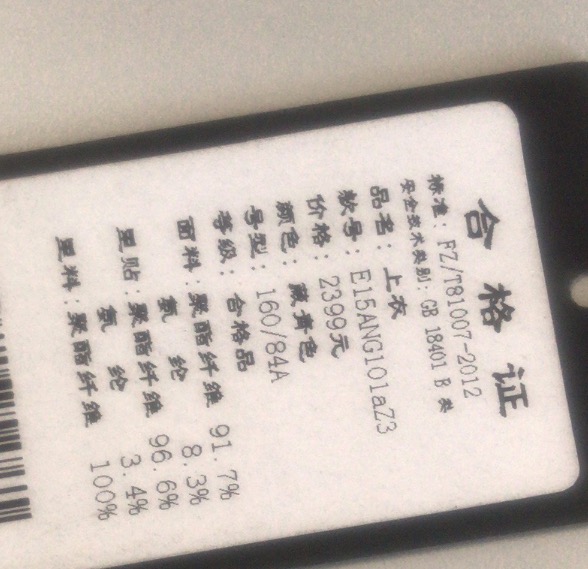 合格证
标准:FZ/T81007-2012
安全技术类别:GB 18401 B 类
品名:上衣
款号:E15ANG101aZ3
价格:2399元
颜色:藏青色
号型:160/84A
等级:合格品
面料:聚酯纤维 91.7%
氨纶 8.3%
里贴:聚酯纤维 96.6%
氨纶 3.4%
里料:聚酯纤维 100%